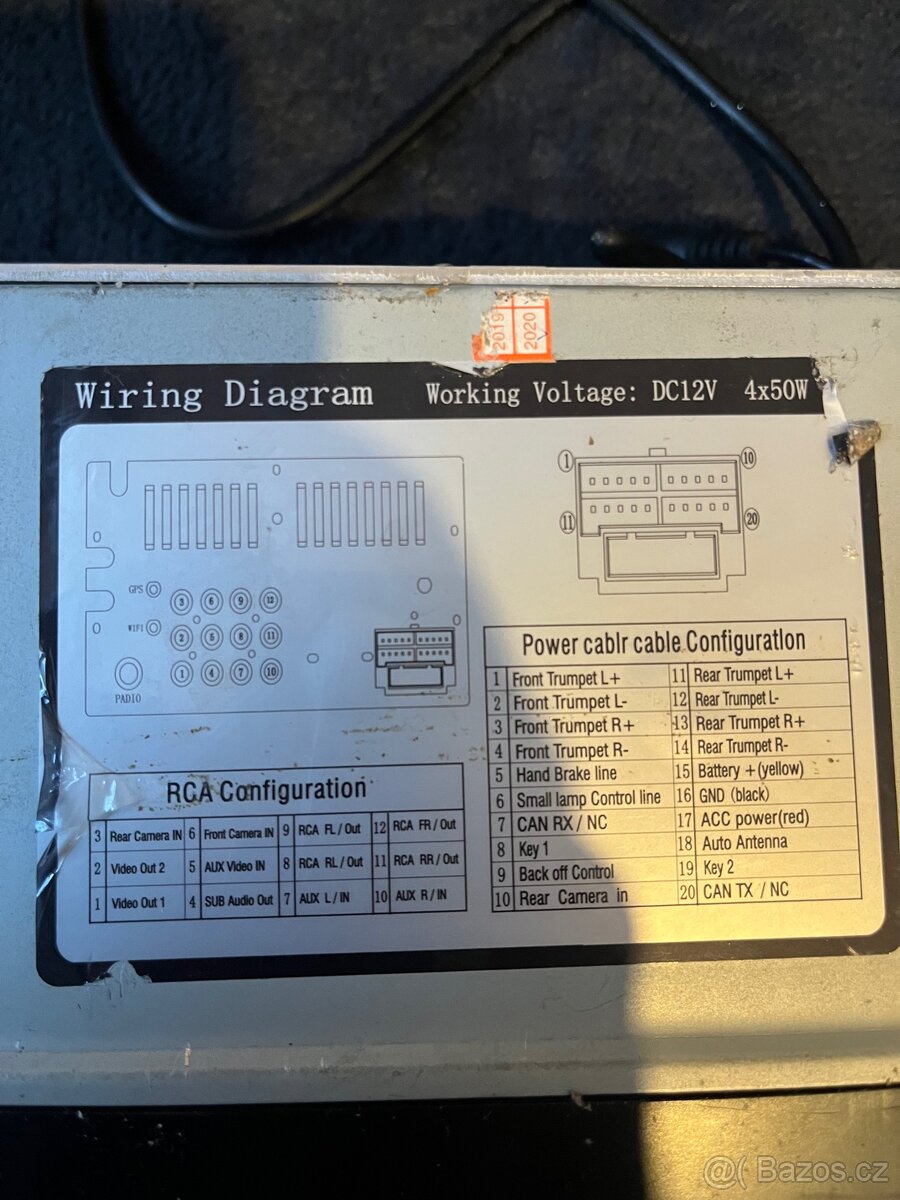 2019 2020
Wiring Diagram Working Voltage: DC12V 4x50W
1 10
11 20
GPS 3 6 9 12
WIFI 2 5 8 11
PADIO 1 4 7 10
RCA Configuration
3 Rear Camera IN 6 Front Camera IN 9 RCA FL/Out 12 RCA FR/Out
2 Video Out 2 5 AUX Video IN 8 RCA RL/Out 11 RCA RR/Out
1 Video Out 1 4 SUB Audio Out 7 AUX L/IN 10 AUX R/IN
Power cablr cable Configuration
1 Front Trumpet L+ 11 Rear Trumpet L+
2 Front Trumpet L- 12 Rear Trumpet L-
3 Front Trumpet R+ 13 Rear Trumpet R+
4 Front Trumpet R- 14 Rear Trumpet R-
5 Hand Brake line 15 Battery +(yellow)
6 Small lamp Control line 16 GND (black)
7 CAN RX / NC 17 ACC power(red)
8 Key 1 18 Auto Antenna
9 Back off Control 19 Key 2
10 Rear Camera in 20 CAN TX / NC
@( Bazos.cz